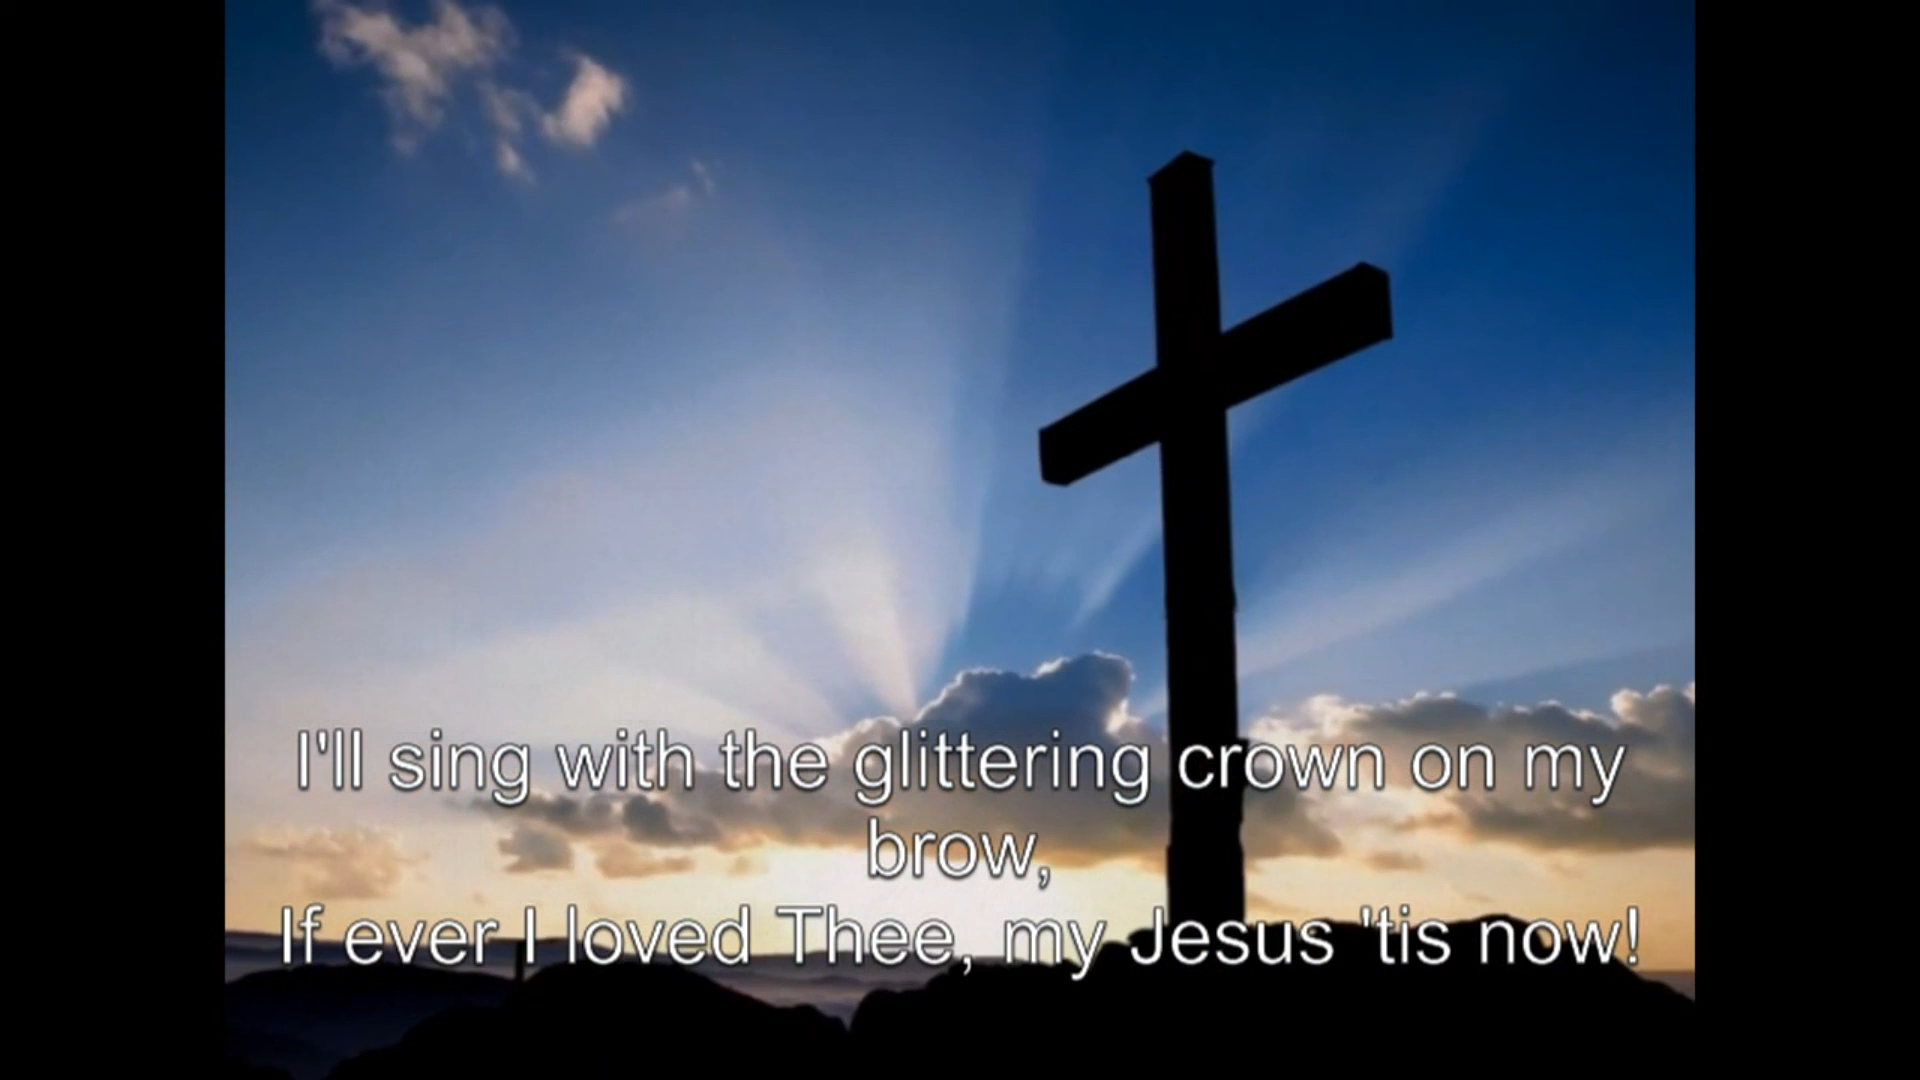 I'll sing with the glittering crown on my
brow,
If ever I loved Thee, my Jesus 'tis now!